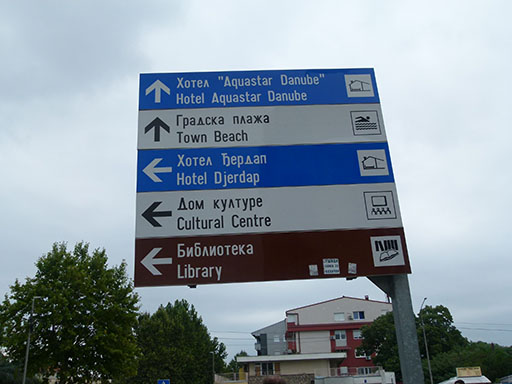 Хотел "Aquastar Danube"
Hotel Aquastar Danube
Градска плажа
Town Beach
Хотел Ђердап
Hotel Djerdap
Дом културе
Cultural Centre
Библиотека
Library